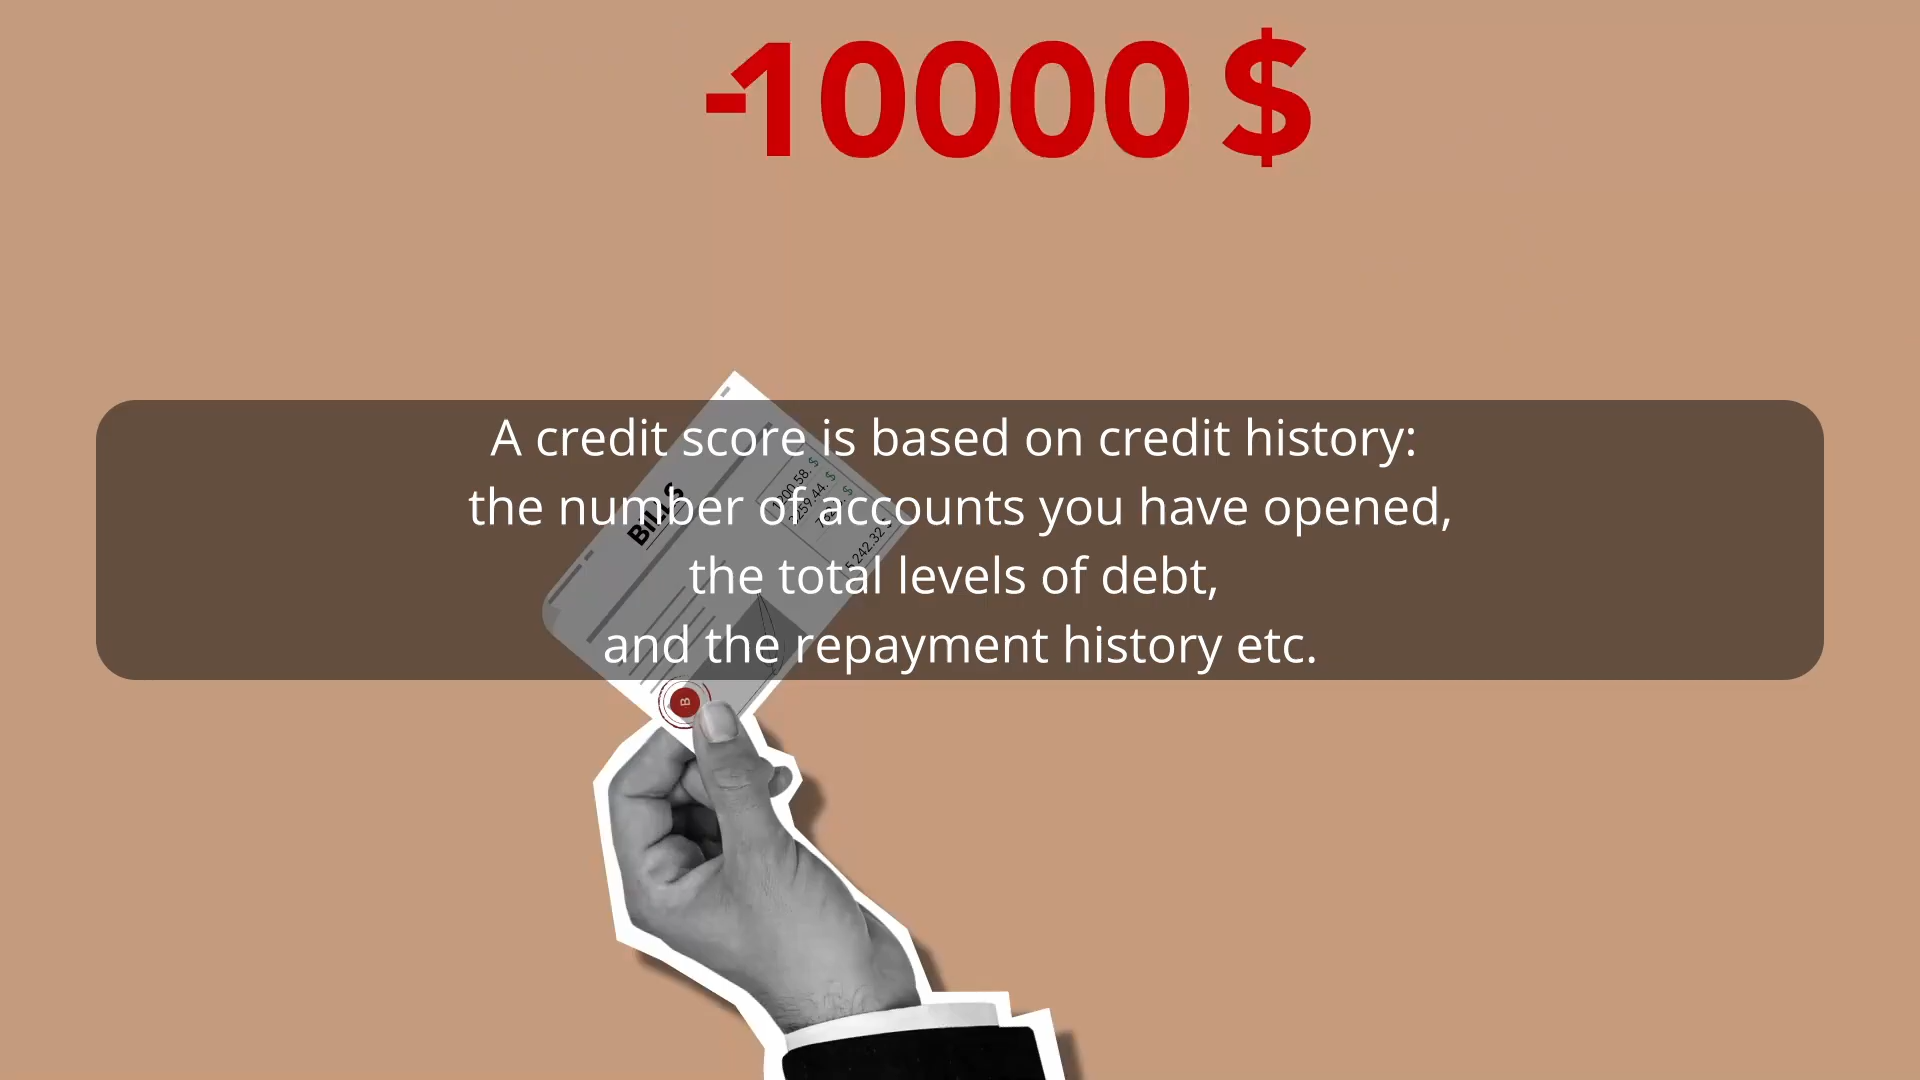 -10000 $
A credit score is based on credit history:
the number of accounts you have opened,
the total levels of debt,
and the repayment history etc.
BILLS
B